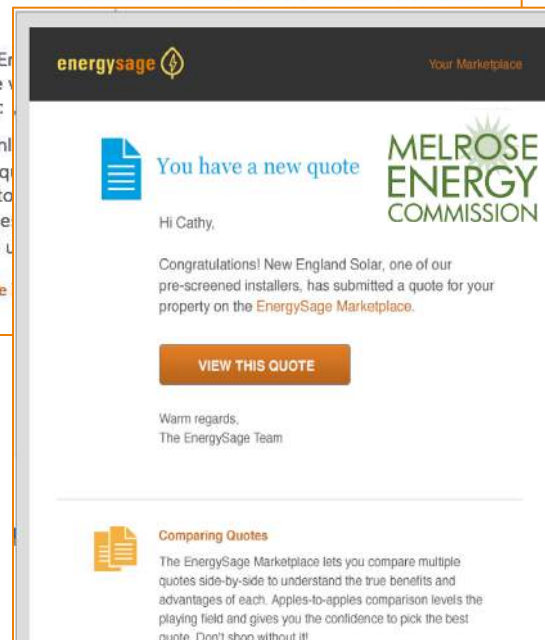 energysage
Your Marketplace
You have a new quote
MELROSE
ENERGY
COMMISSION
Hi Cathy,
Congratulations! New England Solar, one of our
pre-screened installers, has submitted a quote for your
property on the EnergySage Marketplace.
VIEW THIS QUOTE
Warm regards,
The EnergySage Team
Comparing Quotes
The EnergySage Marketplace lets you compare multiple
quotes side-by-side to understand the true benefits and
advantages of each. Apples-to-apples comparison levels the
playing field and gives you the confidence to pick the best
quote. Don't shop without it!